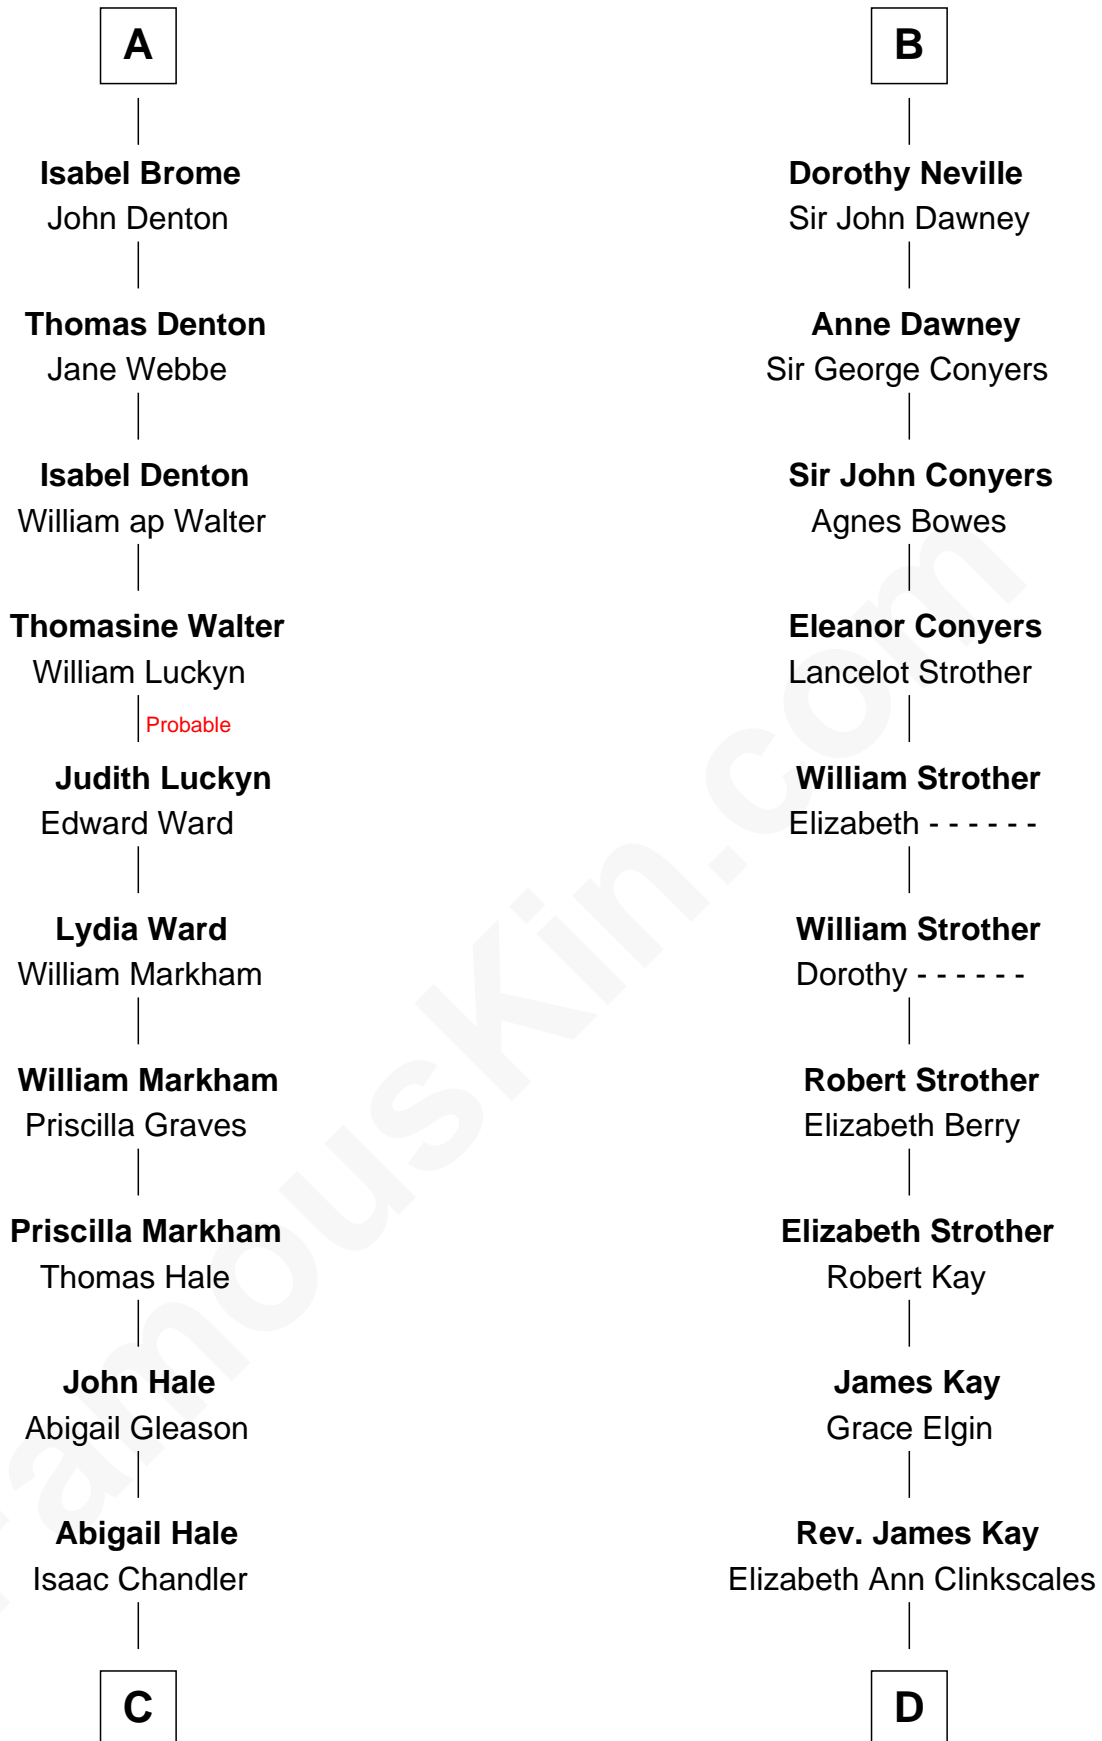 A
Isabel Brome
John Denton
Thomas Denton
Jane Webbe
Isabel Denton
William ap Walter
Thomasine Walter
William Luckyn
Probable
Judith Luckyn
Edward Ward
Lydia Ward
William Markham
William Markham
Priscilla Graves
Priscilla Markham
Thomas Hale
John Hale
Abigail Gleason
Abigail Hale
Isaac Chandler
C
B
Dorothy Neville
Sir John Dawney
Anne Dawney
Sir George Conyers
Sir John Conyers
Agnes Bowes
Eleanor Conyers
Lancelot Strother
William Strother
Elizabeth - - - - - -
William Strother
Dorothy - - - - - -
Robert Strother
Elizabeth Berry
Elizabeth Strother
Robert Kay
James Kay
Grace Elgin
Rev. James Kay
Elizabeth Ann Clinkscales
D
FamousKin.com